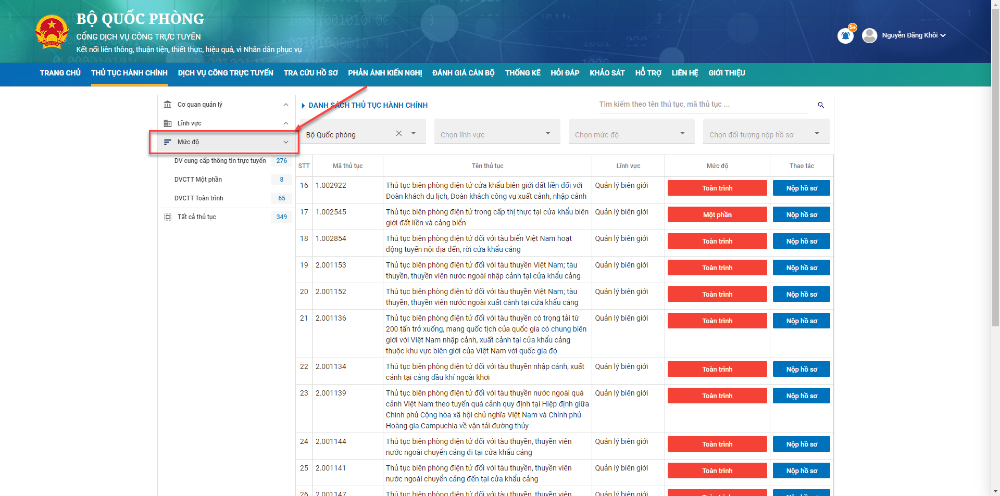 BỘ QUỐC PHÒNG
CỔNG DỊCH VỤ CÔNG TRỰC TUYẾN
Kết nối liên thông, thuận tiện, thiết thực, hiệu quả, vì Nhân dân phục vụ
5+
Nguyễn Đăng Khôi
TRANG CHỦ THỦ TỤC HÀNH CHÍNH DỊCH VỤ CÔNG TRỰC TUYẾN TRA CỨU HỒ SƠ PHẢN ÁNH KIẾN NGHỊ ĐÁNH GIÁ CÁN BỘ THỐNG KÊ HỎI ĐÁP KHẢO SÁT HỖ TRỢ LIÊN HỆ GIỚI THIỆU
Cơ quan quản lý
Lĩnh vực
Mức độ
DV cung cấp thông tin trực tuyến 276
DVCTT Một phần 8
DVCTT Toàn trình 65
Tất cả thủ tục 349
DANH SÁCH THỦ TỤC HÀNH CHÍNH
Tìm kiếm theo tên thủ tục, mã thủ tục ...
Bộ Quốc phòng Chọn lĩnh vực Chọn mức độ Chọn đối tượng nộp hồ sơ
STT Mã thủ tục Tên thủ tục Lĩnh vực Mức độ Thao tác
16 1.002922 Thủ tục biên phòng điện tử cửa khẩu biên giới đất liền đối với Quản lý biên giới Toàn trình Nộp hồ sơ
Đoàn khách du lịch, Đoàn khách công vụ xuất cảnh, nhập cảnh
17 1.002545 Thủ tục biên phòng điện tử trong cấp thị thực tại cửa khẩu biên Quản lý biên giới Một phần Nộp hồ sơ
giới đất liền và cảng biển
18 1.002854 Thủ tục biên phòng điện tử đối với tàu biển Việt Nam hoạt Quản lý biên giới Toàn trình Nộp hồ sơ
động tuyến nội địa đến, rời cửa khẩu cảng
19 2.001153 Thủ tục biên phòng điện tử đối với tàu thuyền Việt Nam; tàu Quản lý biên giới Toàn trình Nộp hồ sơ
thuyền, thuyền viên nước ngoài nhập cảnh tại cửa khẩu cảng
20 2.001152 Thủ tục biên phòng điện tử đối với tàu thuyền Việt Nam; tàu Quản lý biên giới Toàn trình Nộp hồ sơ
thuyền, thuyền viên nước ngoài xuất cảnh tại cửa khẩu cảng
21 2.001136 Thủ tục biên phòng điện tử đối với tàu thuyền có trọng tải từ Quản lý biên giới Toàn trình Nộp hồ sơ
200 tấn trở xuống, mang quốc tịch của quốc gia có chung biên
giới với Việt Nam nhập cảnh, xuất cảnh tại cửa khẩu cảng
thuộc khu vực biên giới của Việt Nam với quốc gia đó
22 2.001134 Thủ tục biên phòng điện tử đối với tàu thuyền nhập cảnh, xuất Quản lý biên giới Toàn trình Nộp hồ sơ
cảnh tại cảng dầu khí ngoài khơi
23 2.001139 Thủ tục biên phòng điện tử đối với tàu thuyền nước ngoài quá Quản lý biên giới Toàn trình Nộp hồ sơ
cảnh Việt Nam theo tuyến quá cảnh quy định tại Hiệp định giữa
Chính phủ Cộng hòa xã hội chủ nghĩa Việt Nam và Chính phủ
Hoàng gia Campuchia về vận tải đường thủy
24 2.001144 Thủ tục biên phòng điện tử đối với tàu thuyền, thuyền viên Quản lý biên giới Toàn trình Nộp hồ sơ
nước ngoài chuyển cảng đi tại cửa khẩu cảng
25 2.001141 Thủ tục biên phòng điện tử đối với tàu thuyền, thuyền viên Quản lý biên giới Toàn trình Nộp hồ sơ
nước ngoài chuyển cảng đến tại cửa khẩu cảng
26 2.001147 Thủ tục biên phòng điện tử đối với tàu thuyền, thuyền viên Quản lý biên giới